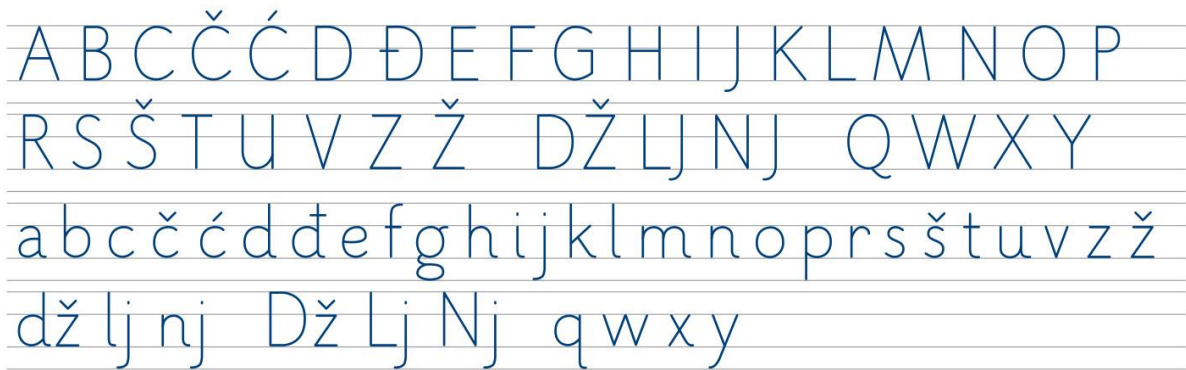 A B C Č Ć D Đ E F G H I J K L M N O P
R S Š T U V Z Ž DŽ LJ NJ Q W X Y
a b c č ć d đ e f g h i j k l m n o p r s š t u v z ž
dž lj nj Dž Lj Nj q w x y